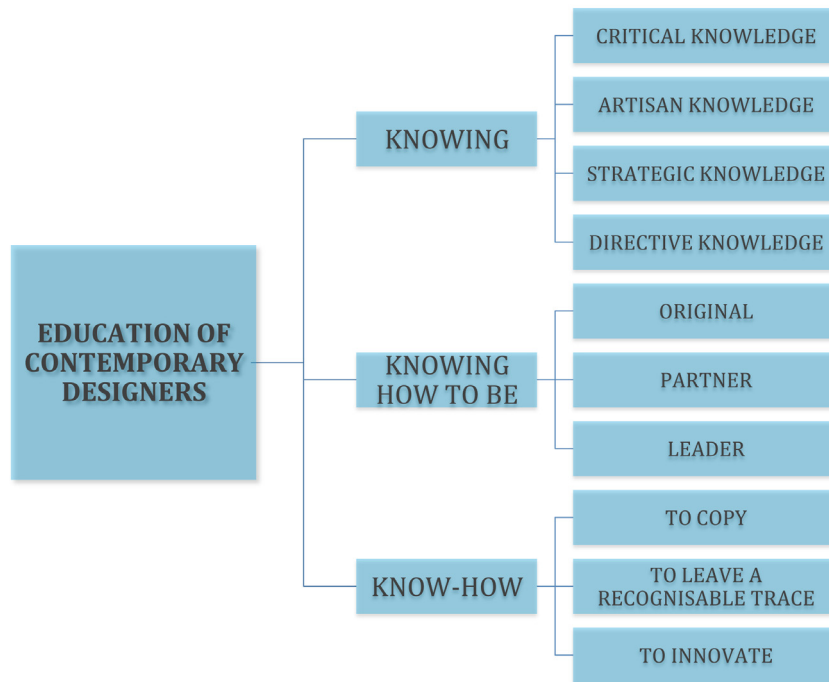 EDUCATION OF
CONTEMPORARY
DESIGNERS
KNOWING
CRITICAL KNOWLEDGE
ARTISAN KNOWLEDGE
STRATEGIC KNOWLEDGE
DIRECTIVE KNOWLEDGE
KNOWING
HOW TO BE
ORIGINAL
PARTNER
LEADER
KNOW-HOW
TO COPY
TO LEAVE A
RECOGNISABLE TRACE
TO INNOVATE